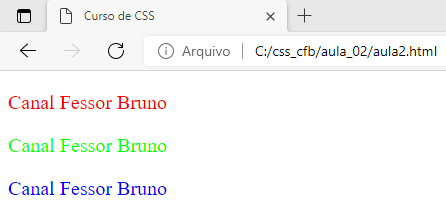 Curso de CSS
Arquivo | C:/css_cfb/aula_02/aula2.html
Canal Fessor Bruno
Canal Fessor Bruno
Canal Fessor Bruno